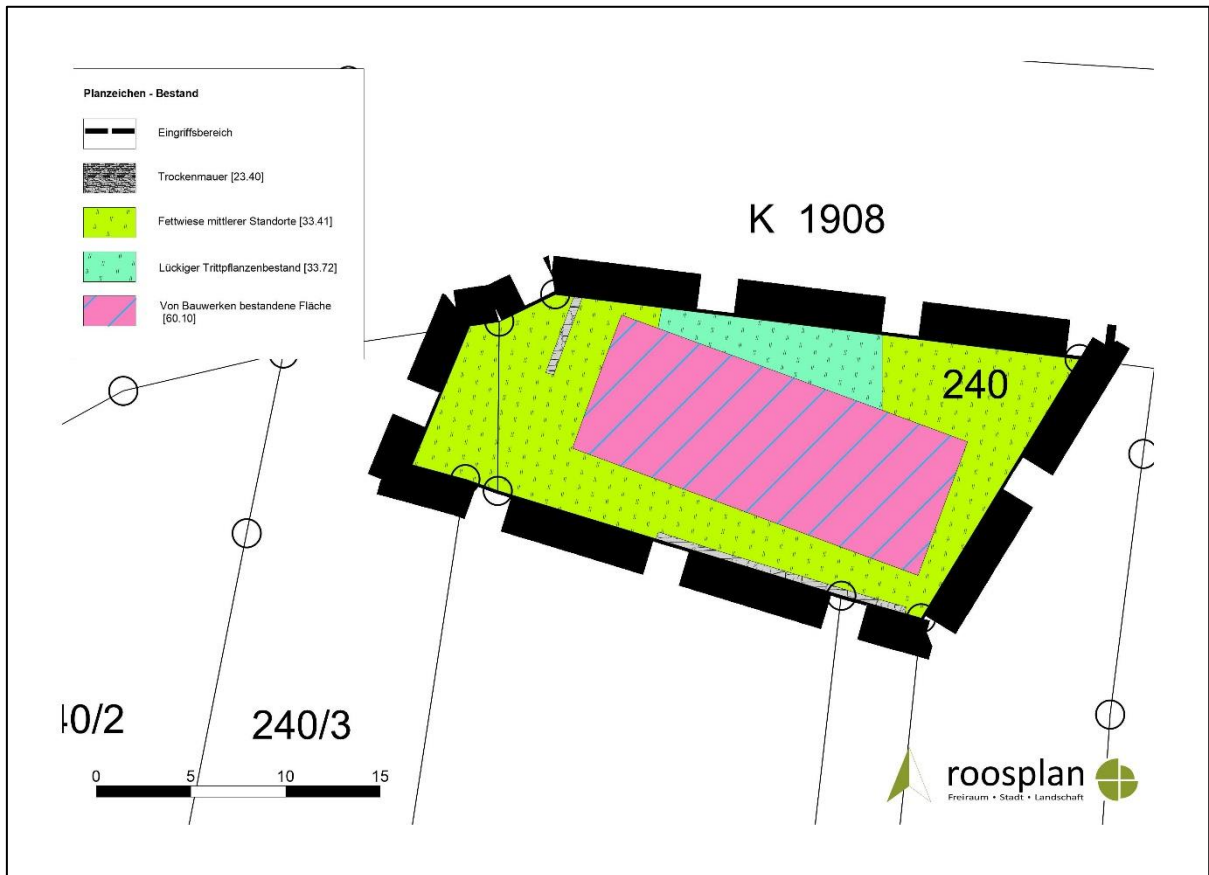 Planzeichen - Bestand
Eingriffsbereich
Trockenmauer [23.40]
Fettwiese mittlerer Standorte [33.41]
Lückiger Trittpflanzenbestand [33.72]
Von Bauwerken bestandene Fläche
[60.10]
K 1908
240
40/2
240/3
0 5 10 15
roosplan
Freiraum • Stadt • Landschaft